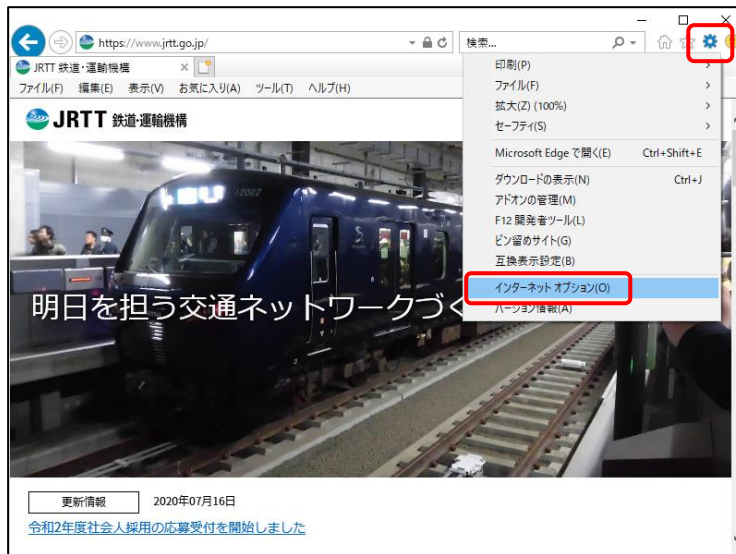 https://www.jrtt.go.jp/
検索...
JRTT 鉄道・運輸機構
ファイル(F) 編集(E) 表示(V) お気に入り(A) ツール(T) ヘルプ(H)
JRTT 鉄道・運輸機構
印刷(P)
ファイル(F)
拡大(Z) (100%)
セーフティ(S)
Microsoft Edge で開く(E) Ctrl+Shift+E
ダウンロードの表示(N) Ctrl+J
アドオンの管理(M)
F12 開発者ツール(L)
ピン留めサイト(G)
互換表示設定(B)
インターネット オプション(O)
バージョン情報(A)
12002
明日を担う交通ネットワークづく
更新情報 2020年07月16日
令和2年度社会人採用の応募受付を開始しました